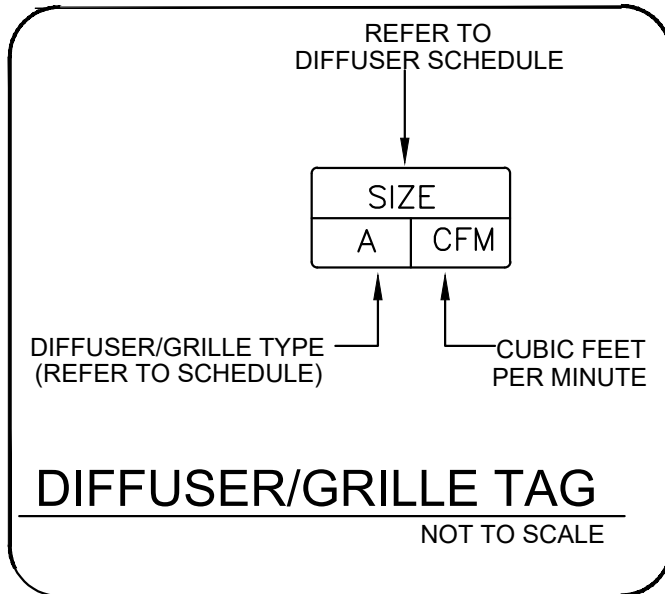 REFER TO
DIFFUSER SCHEDULE
SIZE
A CFM
DIFFUSER/GRILLE TYPE
(REFER TO SCHEDULE)
CUBIC FEET
PER MINUTE
DIFFUSER/GRILLE TAG
NOT TO SCALE